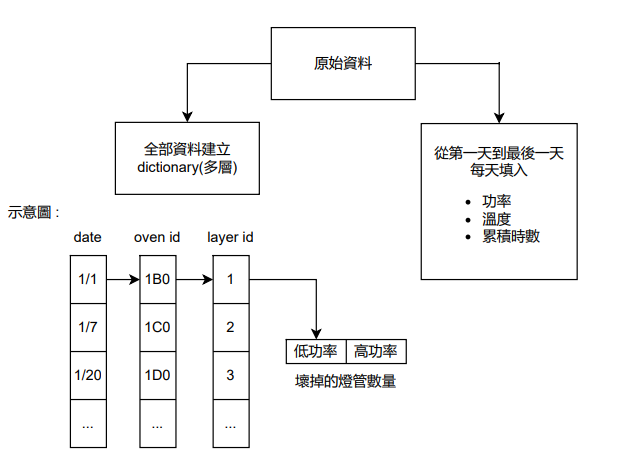 原始資料
全部資料建立
dictionary(多層)
從第一天到最後一天
每天填入
功率
溫度
累積時數
示意圖 :
date
oven id
layer id
1/1
1B0
1
1/7
1C0
2
1/20
1D0
3
...
...
...
低功率
高功率
壞掉的燈管數量